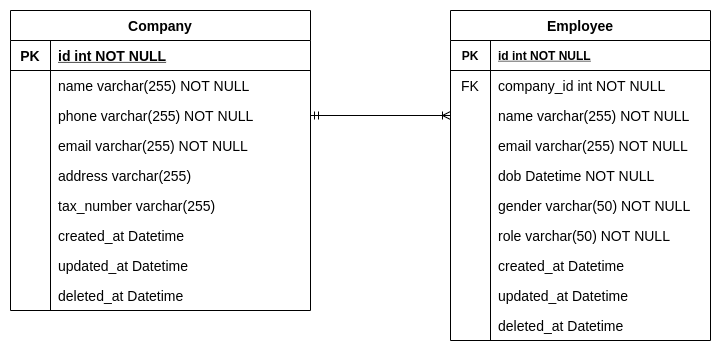 Company
PK id int NOT NULL
name varchar(255) NOT NULL
phone varchar(255) NOT NULL
email varchar(255) NOT NULL
address varchar(255)
tax_number varchar(255)
created_at Datetime
updated_at Datetime
deleted_at Datetime
Employee
PK id int NOT NULL
FK company_id int NOT NULL
name varchar(255) NOT NULL
email varchar(255) NOT NULL
dob Datetime NOT NULL
gender varchar(50) NOT NULL
role varchar(50) NOT NULL
created_at Datetime
updated_at Datetime
deleted_at Datetime